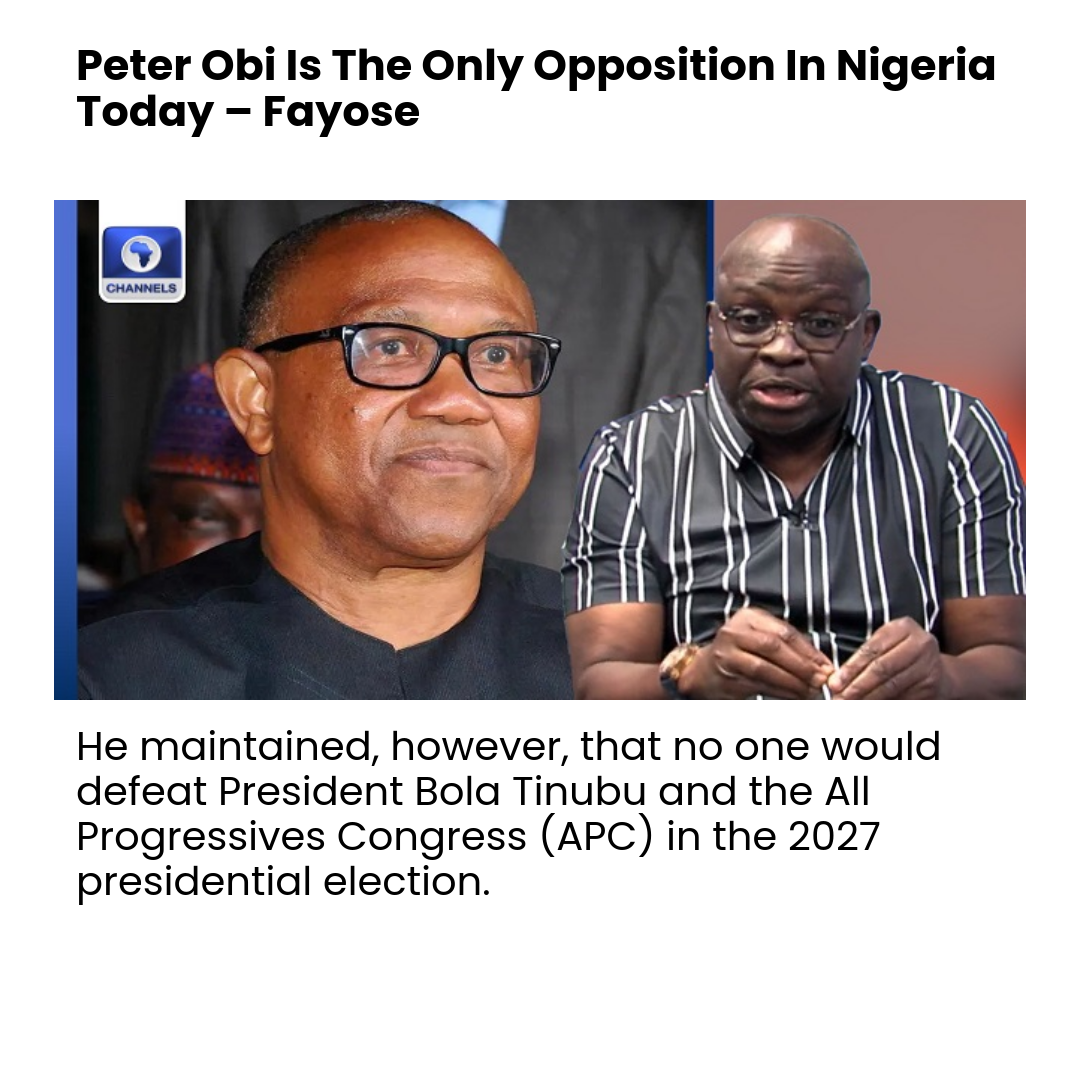 Peter Obi Is The Only Opposition In Nigeria
Today – Fayose
CHANNELS
He maintained, however, that no one would
defeat President Bola Tinubu and the All
Progressives Congress (APC) in the 2027
presidential election.